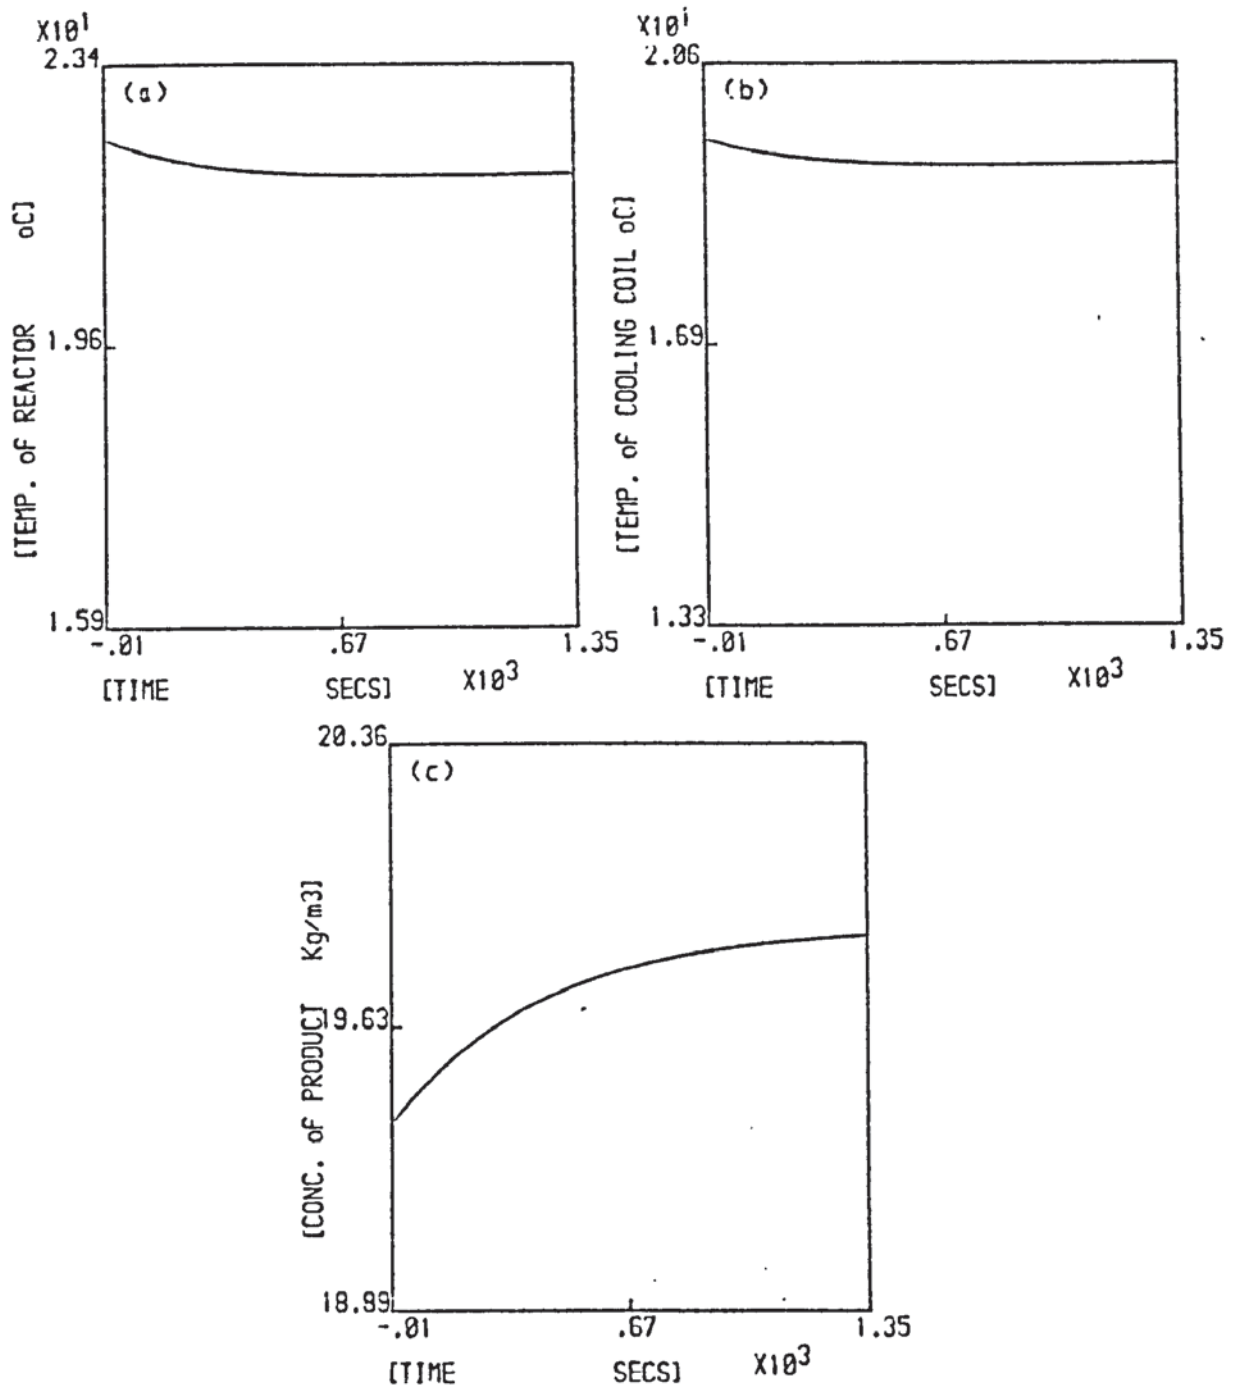 X10¹
2.34
(a)
[TEMP. of REACTOR oC]
1.96
1.59
-.01 .67 1.35
[TIME SECS] X10³
X10¹
2.06
(b)
[TEMP. of COOLING COIL oC]
1.69
1.33
-.01 .67 1.35
[TIME SECS] X10³
20.36
(c)
[CONC. of PRODUCT Kg/m3]
19.63
18.99
-.01 .67 1.35
[TIME SECS] X10³